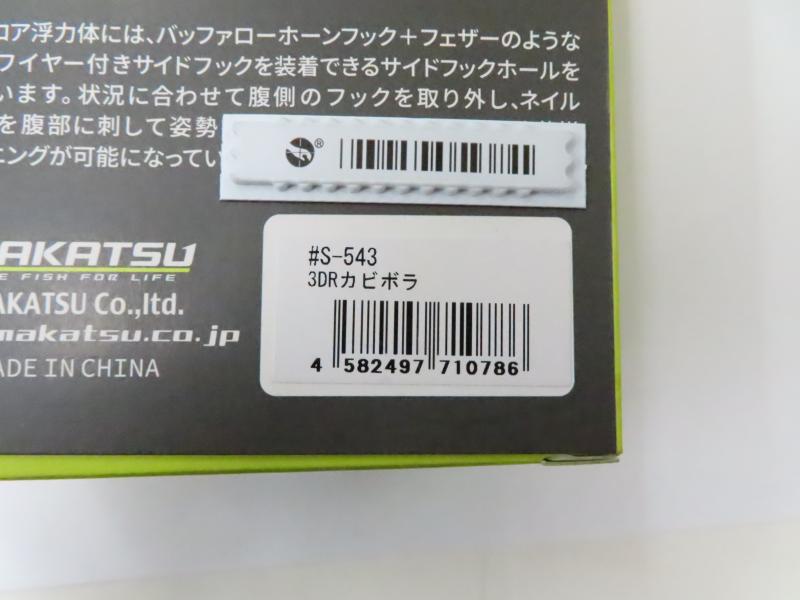 コア浮力体には、バッファローホーンフック＋フェザーのような
フイヤー付きサイドフックを装着できるサイドフックホールを
います。状況に合わせて腹側のフックを取り外し、ネイル
を腹部に刺して姿勢
ニングが可能になってい
®
#S-543
3DRカビボラ
4 582497 710786
AKATSU
FISH FOR LIFE
AKATSU Co.,ltd.
makatsu.co.jp
ADE IN CHINA